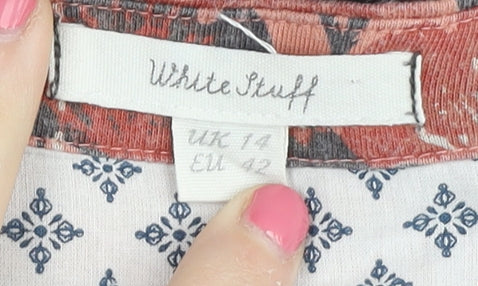 White Stuff
UK 14
EU 42